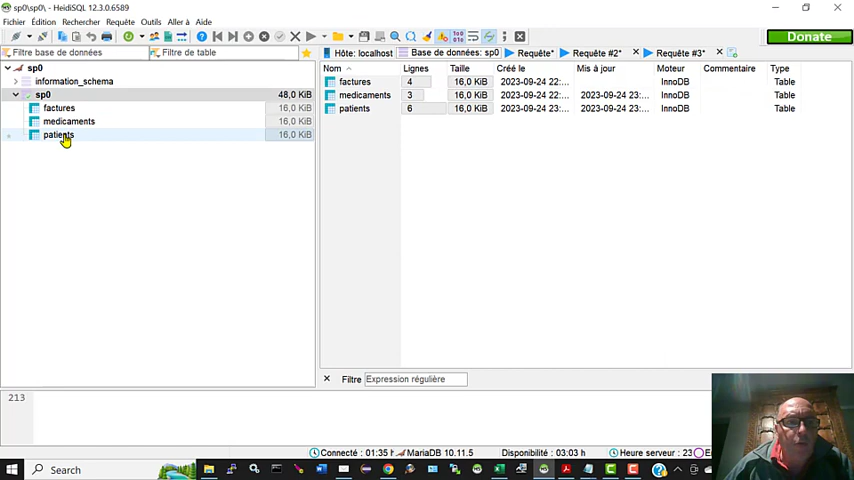 sp0\sp0\ - HeidiSQL 12.3.0.6589
Fichier Édition Rechercher Requête Outils Aller à Aide
Donate
Filtre base de données Filtre de table
Hôte: localhost Base de données: sp0 Requête* Requête #2* Requête #3*
sp0
information_schema
sp0 48,0 KiB
factures 16,0 KiB
medicaments 16,0 KiB
patients 16,0 KiB
Nom Lignes Taille Créé le Mis à jour Moteur Commentaire Type
factures 4 16,0 KiB 2023-09-24 22:... InnoDB Table
medicaments 3 16,0 KiB 2023-09-24 22:... 2023-09-24 23:... InnoDB Table
patients 6 16,0 KiB 2023-09-24 22:... 2023-09-24 23:... InnoDB Table
Filtre Expression régulière
213
Connecté : 01:35 h MariaDB 10.11.5 Disponibilité : 03:03 h Heure serveur : 23
Search